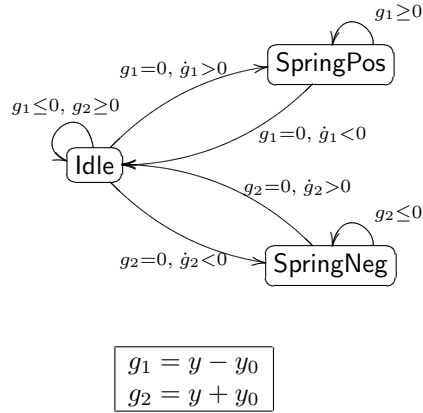 g₁≥0
SpringPos
g₁=0, ġ₁>0
g₁≤0, g₂≥0
g₁=0, ġ₁<0
Idle
g₂=0, ġ₂>0
g₂≤0
g₂=0, ġ₂<0
SpringNeg
g₁ = y − y₀
g₂ = y + y₀